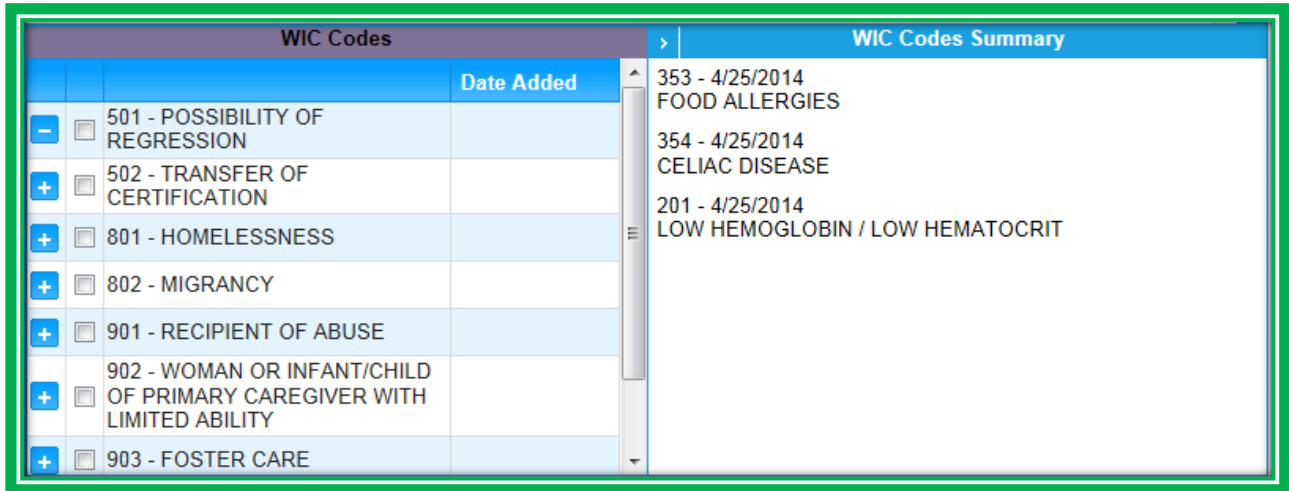 WIC Codes
Date Added
501 - POSSIBILITY OF
REGRESSION
502 - TRANSFER OF
CERTIFICATION
801 - HOMELESSNESS
802 - MIGRANCY
901 - RECIPIENT OF ABUSE
902 - WOMAN OR INFANT/CHILD
OF PRIMARY CAREGIVER WITH
LIMITED ABILITY
903 - FOSTER CARE
WIC Codes Summary
353 - 4/25/2014
FOOD ALLERGIES
354 - 4/25/2014
CELIAC DISEASE
201 - 4/25/2014
LOW HEMOGLOBIN / LOW HEMATOCRIT